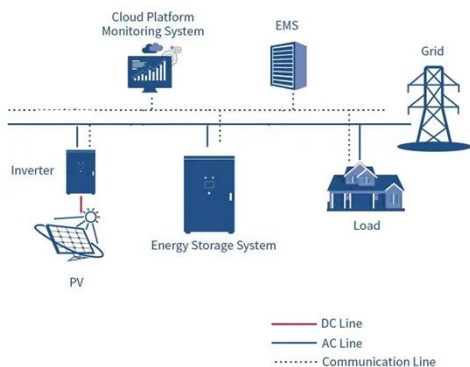 Cloud Platform
Monitoring System
EMS
Grid
Inverter
Energy Storage System
Load
PV
DC Line
AC Line
Communication Line